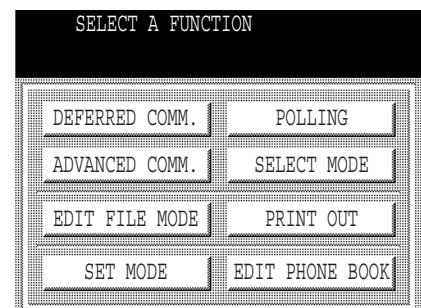 SELECT A FUNCTION
DEFERRED COMM. POLLING
ADVANCED COMM. SELECT MODE
EDIT FILE MODE PRINT OUT
SET MODE EDIT PHONE BOOK